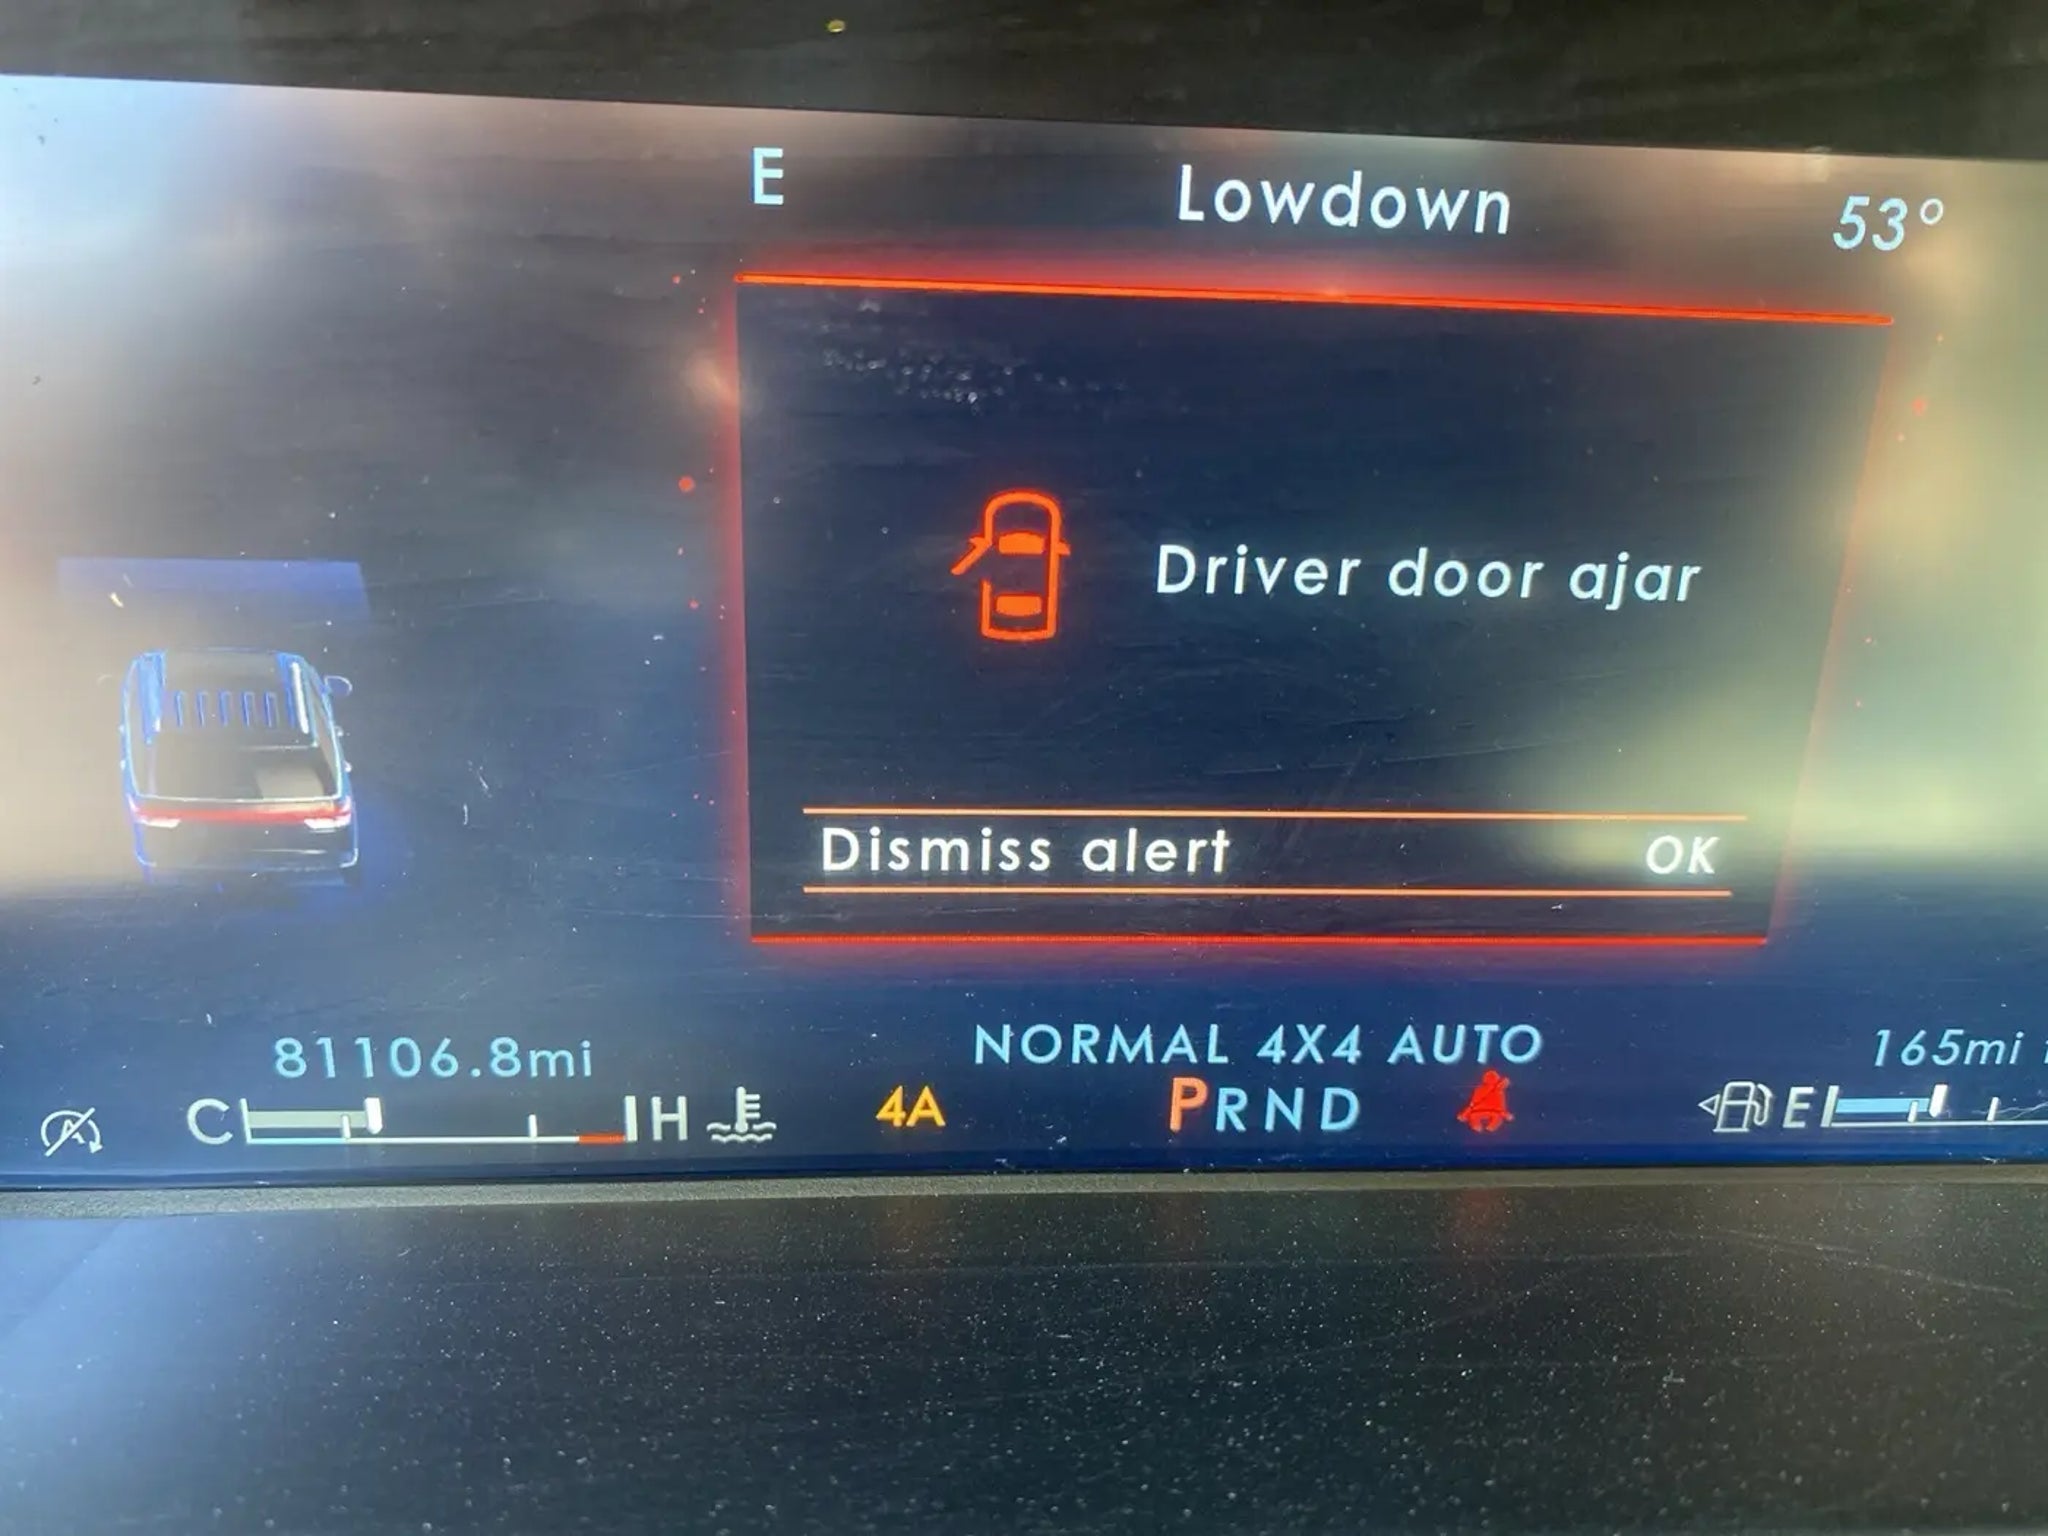 E
Lowdown
53°
Driver door ajar
Dismiss alert OK
NORMAL 4X4 AUTO
81106.8mi
165mi
C H
4A
PRND
E